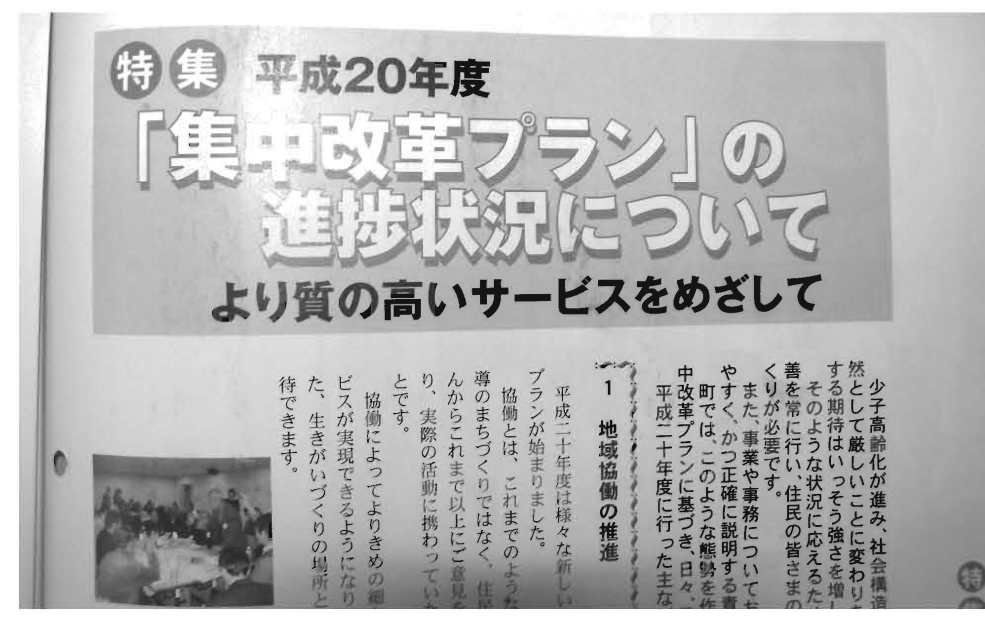 特集 平成20年度
「集中改革プラン」の
進捗状況について
より質の高いサービスをめざして
少子高齢化が進み、社会構造
然として厳しいことに変わりを
する期待はいっそう強さを増し
そのような状況に応えるため
善を常に行い、住民の皆さまの
くりが必要です。
また、事業や事務についてお
やすく、かつ正確に説明する責
町では、このような態勢を作
中改革プランに基づき、日々、
平成二十年度に行った主な
1 地域協働の推進
平成二十年度は様々な新しい
プランが始まりました。
協働とは、これまでのような
導のまちづくりではなく、住民
んからこれまで以上にご意見を
り、実際の活動に携わっていた
とです。
協働によってよりきめの細
ビスが実現できるようになり
た、生きがいづくりの場所と
待できます。
特